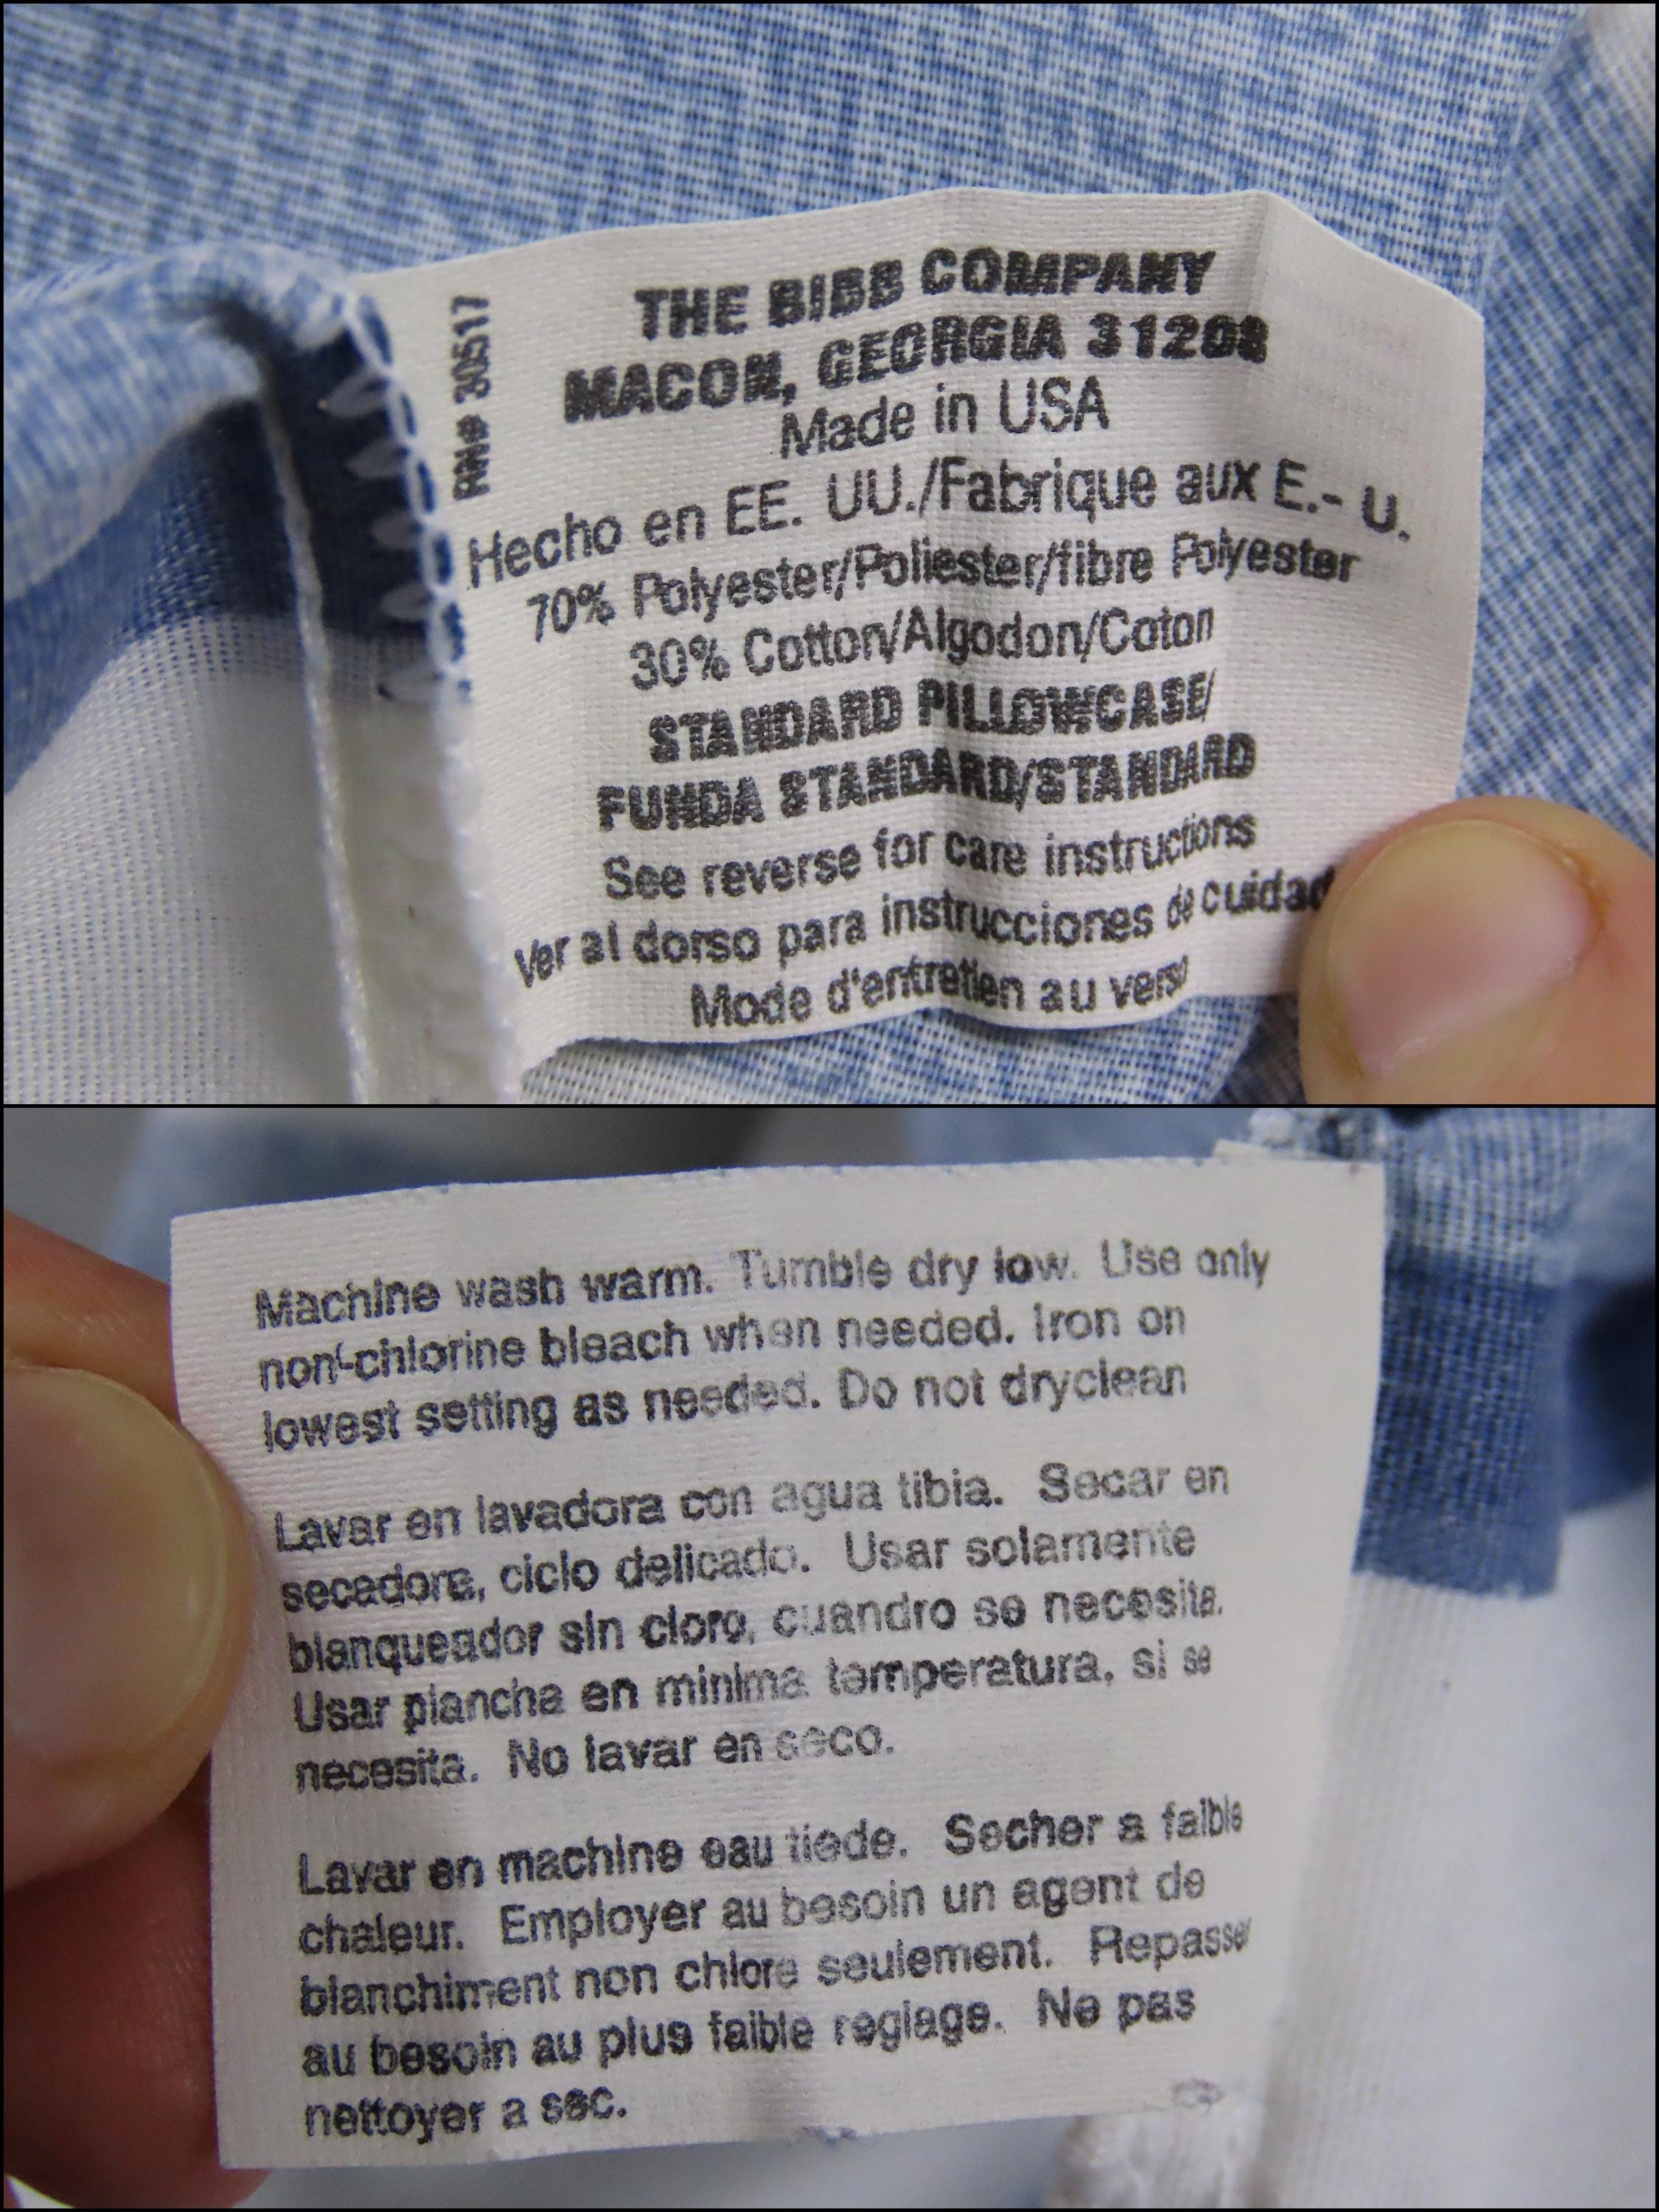 RN# 30517
THE BIBB COMPANY
MACON, GEORGIA 31208
Made in USA
Hecho en EE. UU./Fabrique aux E.- U.
70% Polyester/Poliester/fibre Polyester
30% Cotton/Algodon/Coton
STANDARD PILLOWCASE/
FUNDA STANDARD/STANDARD
See reverse for care instructions
Ver al dorso para instrucciones de cuidad
Mode d'entretien au verso
Machine wash warm. Tumble dry low. Use only
non-chlorine bleach when needed. Iron on
lowest setting as needed. Do not dryclean
Lavar en lavadora con agua tibia. Secar en
secadora, ciclo delicado. Usar solamente
blanqueador sin cloro, cuandro se necesita.
Usar plancha en minima temperatura, si se
necesita. No lavar en seco.
Lavar en machine eau tiede. Secher a faible
chaleur. Employer au besoin un agent de
blanchiment non chlore seulement. Repasser
au besoin au plus faible reglage. Ne pas
nettoyer a sec.